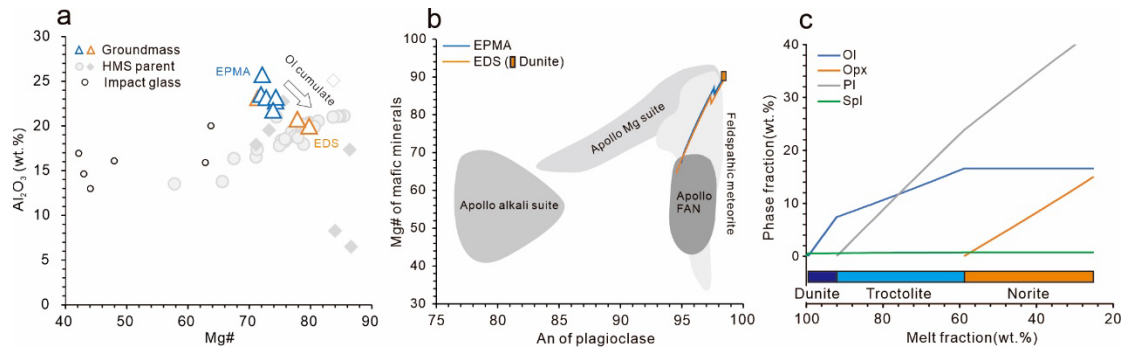 a
Groundmass
HMS parent
Impact glass
EPMA
Ol cumulate
EDS
Al2O3 (wt.%)
30
25
20
15
10
5
0
40
50
60
70
80
90
Mg#
b
EPMA
EDS ( Dunite)
Apollo Mg suite
Apollo alkali suite
Apollo
FAN
Feldspathic meteorite
Mg# of mafic minerals
100
90
80
70
60
50
40
30
75
80
85
90
95
100
An of plagioclase
c
Ol
Opx
Pl
Spl
Phase fraction(wt.%)
40
30
20
10
0
Dunite
Troctolite
Norite
100
80
60
40
20
Melt fraction(wt.%)